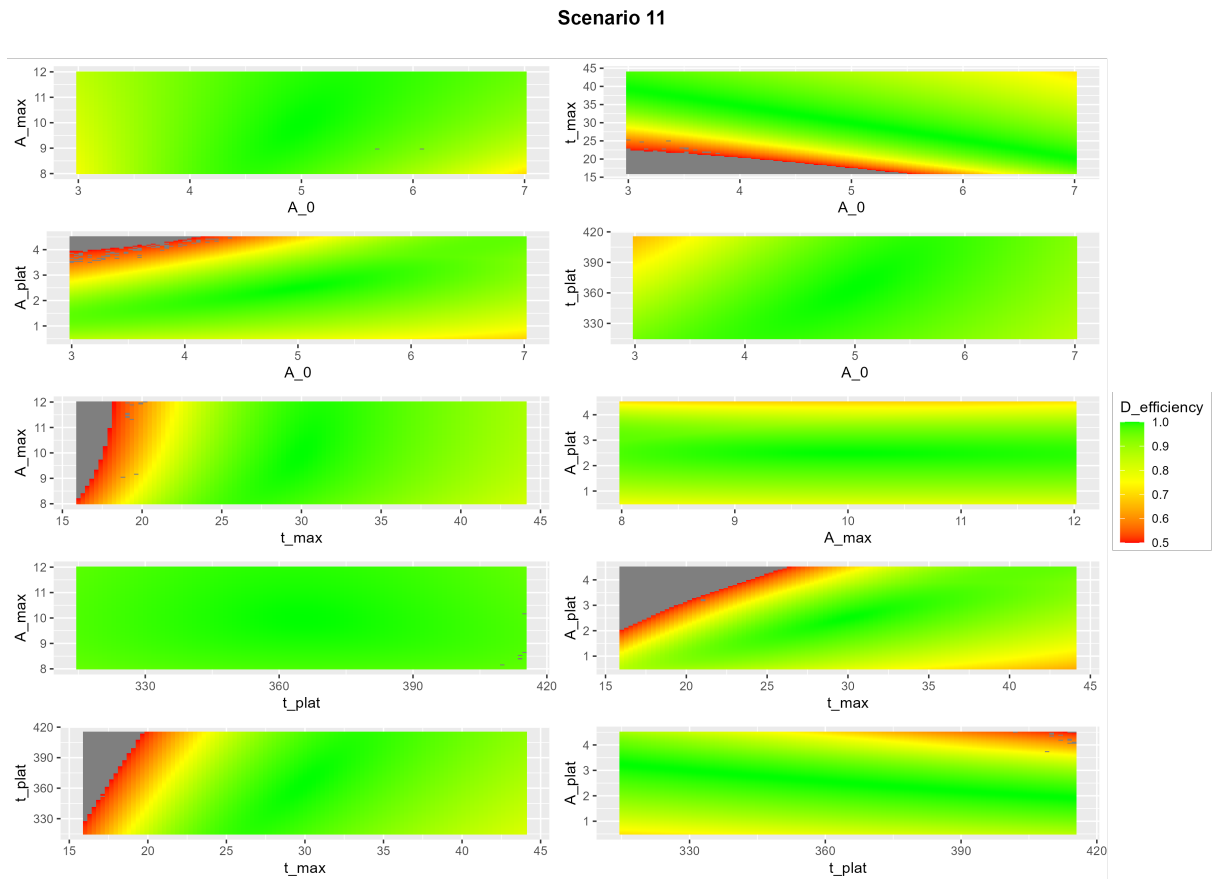 Scenario 11
A_max
12
11
10
9
8
3 4 5 6 7
A_0
t_max
45
40
35
30
25
20
15
3 4 5 6 7
A_0
A_plat
4
3
2
1
3 4 5 6 7
A_0
t_plat
420
390
360
330
3 4 5 6 7
A_0
A_max
12
11
10
9
8
15 20 25 30 35 40 45
t_max
A_plat
4
3
2
1
8 9 10 11 12
A_max
D_efficiency
1.0
0.9
0.8
0.7
0.6
0.5
A_max
12
11
10
9
8
330 360 390 420
t_plat
A_plat
4
3
2
1
15 20 25 30 35 40 45
t_max
t_plat
420
390
360
330
15 20 25 30 35 40 45
t_max
A_plat
4
3
2
1
330 360 390 420
t_plat